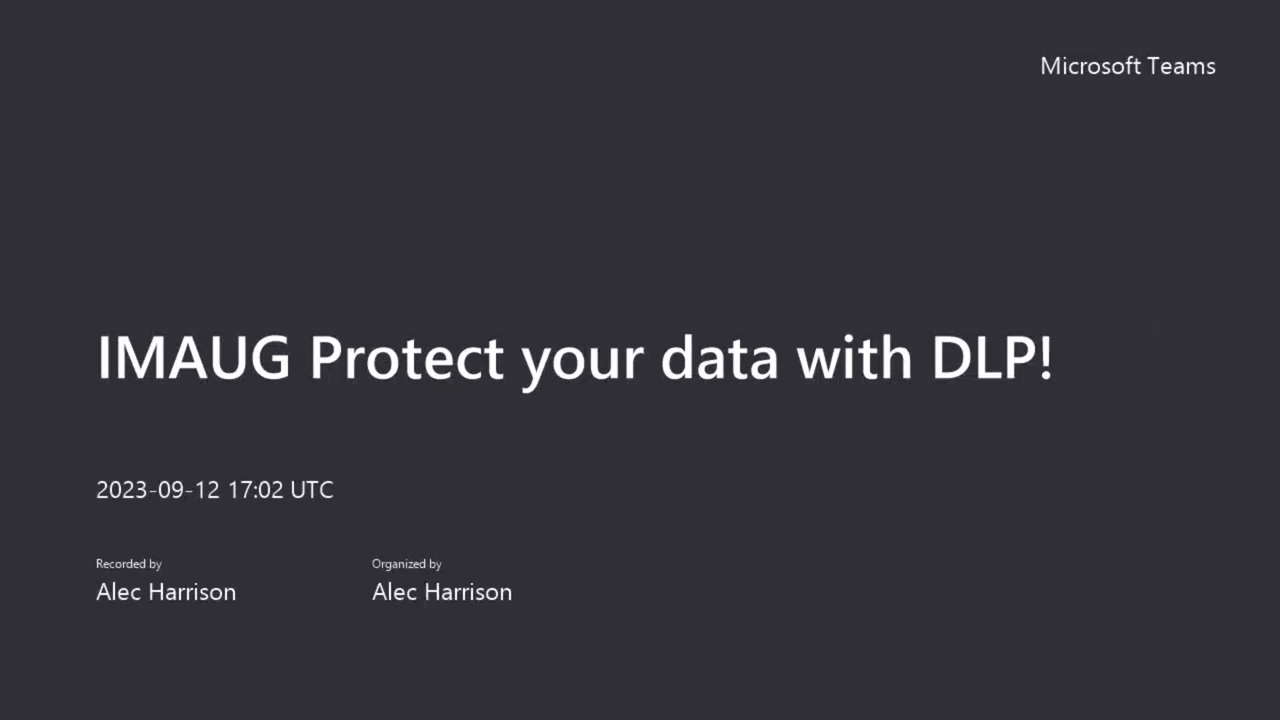 Microsoft Teams
IMAUG Protect your data with DLP!
2023-09-12 17:02 UTC
Recorded by
Alec Harrison
Organized by
Alec Harrison